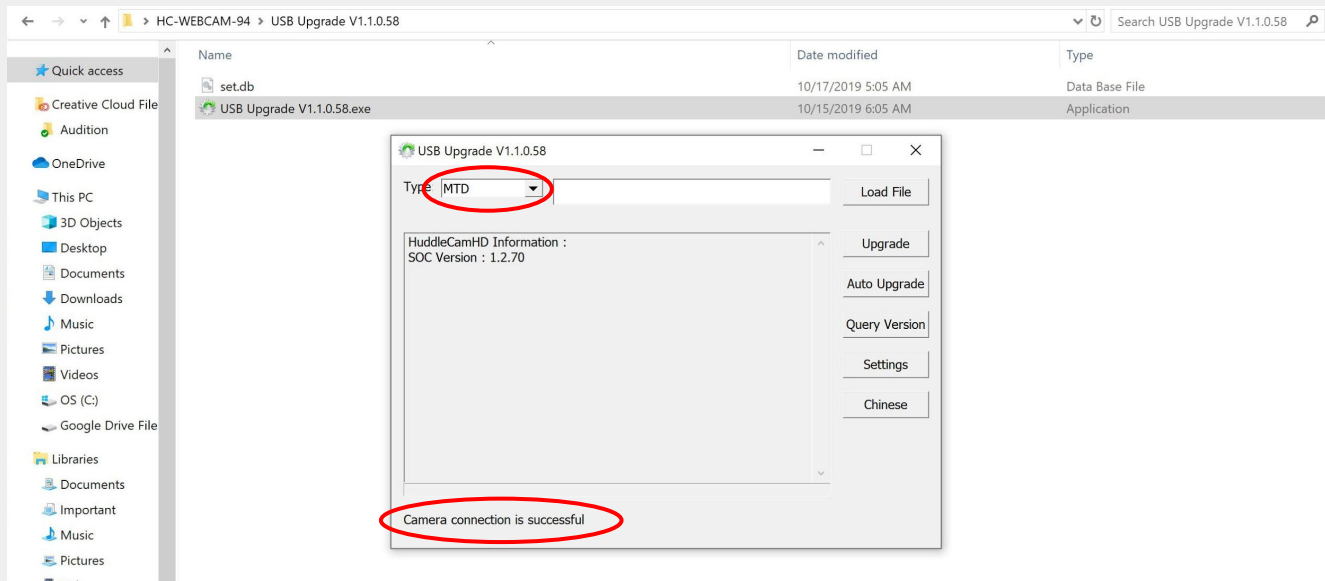 HC-WEBCAM-94 > USB Upgrade V1.1.0.58
Search USB Upgrade V1.1.0.58
Name Date modified Type
Quick access
set.db 10/17/2019 5:05 AM Data Base File
Creative Cloud File
USB Upgrade V1.1.0.58.exe 10/15/2019 6:05 AM Application
Audition
OneDrive
This PC
3D Objects
Desktop
Documents
Downloads
Music
Pictures
Videos
OS (C:)
Google Drive File
Libraries
Documents
Important
Music
Pictures
USB Upgrade V1.1.0.58
Type MTD
Load File
HuddleCamHD Information :
SOC Version : 1.2.70
Upgrade
Auto Upgrade
Query Version
Settings
Chinese
Camera connection is successful